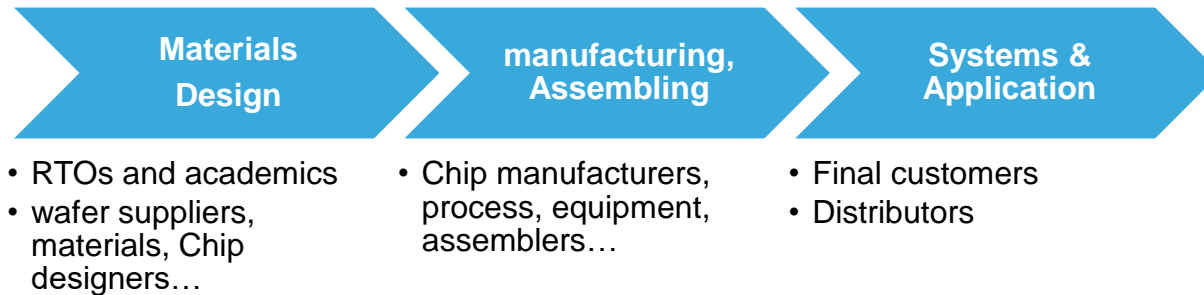 Materials
Design
• RTOs and academics
• wafer suppliers,
materials, Chip
designers…
manufacturing,
Assembling
• Chip manufacturers,
process, equipment,
assemblers…
Systems &
Application
• Final customers
• Distributors